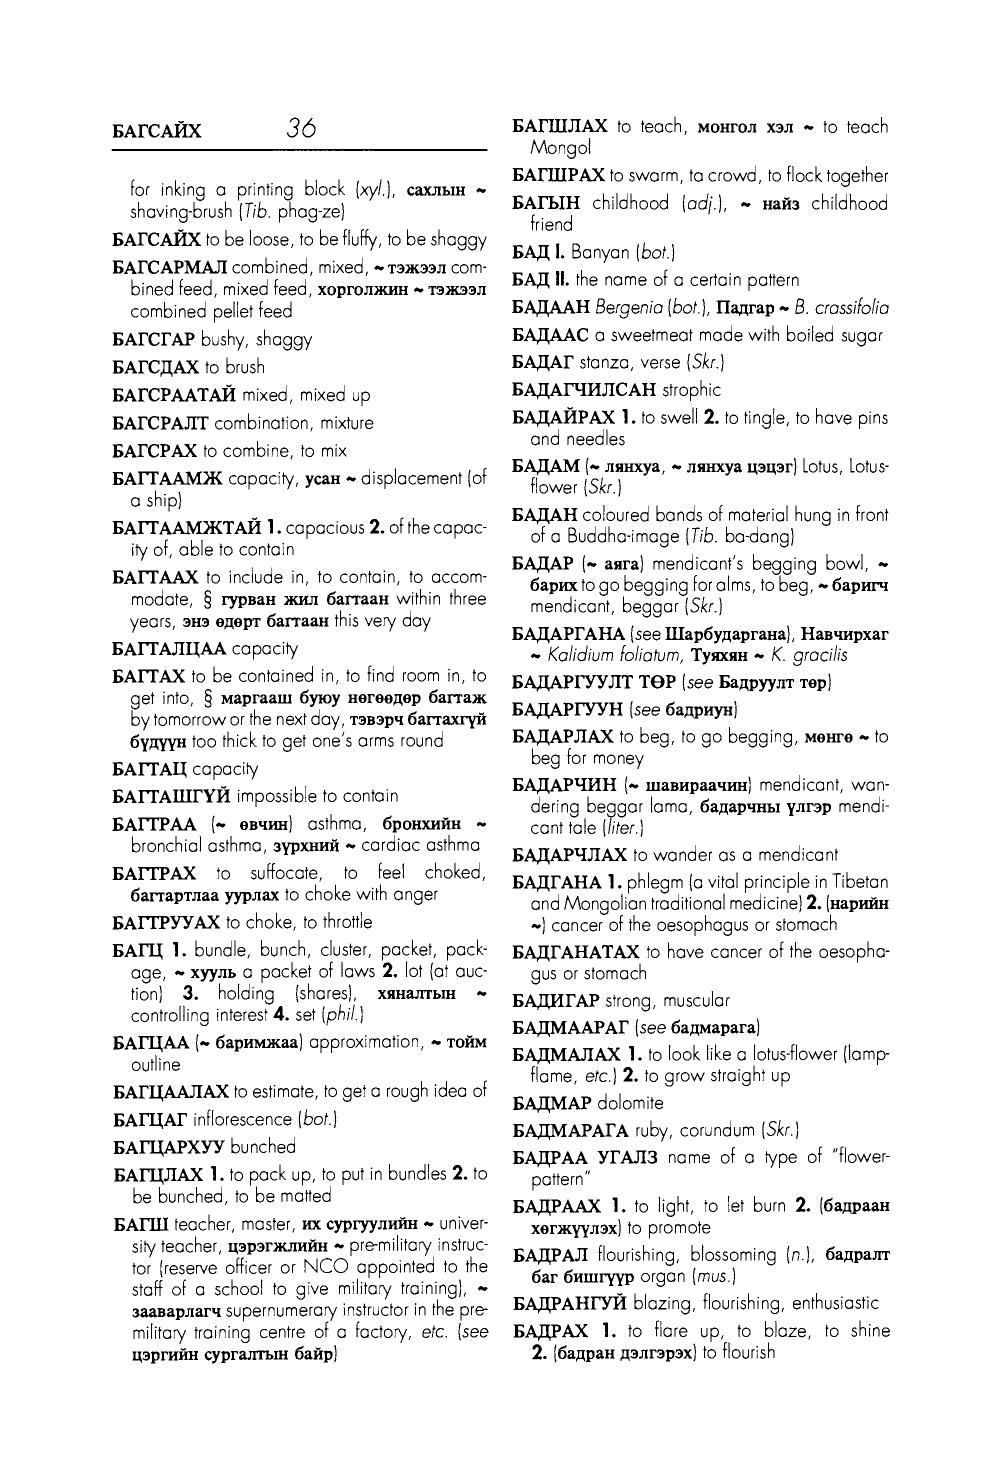 БАГСАЙХ 36
for inking a printing block (xyl.), сахлын ~
shaving-brush (Tib. phag-ze)
БАГСАЙХ to be loose, to be fluffy, to be shaggy
БАГСАРМАЛ combined, mixed, ~ тэжээл com-
bined feed, mixed feed, хорголжин ~ тэжээл
combined pellet feed
БАГСГАР bushy, shaggy
БАГСДАХ to brush
БАГСРААТАЙ mixed, mixed up
БАГСРАЛТ combination, mixture
БАГСРАХ to combine, to mix
БАГТААМЖ capacity, усан ~ displacement (of
a ship)
БАГТААМЖТАЙ 1. capacious 2. of the capac-
ity of, able to contain
БАГТААХ to include in, to contain, to accom-
modate, § гурван жил багтаан within three
years, энэ өдөрт багтаан this very day
БАГТАЛЦАА capacity
БАГТАХ to be contained in, to find room in, to
get into, § маргааш буюу нөгөөдөр багтаж
by tomorrow or the next day, тэвэрч багтахгүй
бүдүүн too thick to get one's arms round
БАГТАЦ capacity
БАГТАШГҮЙ impossible to contain
БАГТРАА (~ өвчин) asthma, бронхийн ~
bronchial asthma, зүрхний ~ cardiac asthma
БАГТРАХ to suffocate, to feel choked,
багтартлаа уурлах to choke with anger
БАГТРУУАХ to choke, to throttle
БАГЦ 1. bundle, bunch, cluster, packet, pack-
age, ~ хууль a packet of laws 2. lot (at auc-
tion) 3. holding (shares), хяналтын ~
controlling interest 4. set (phil.)
БАГЦАА (~ баримжаа) approximation, ~ тойм
outline
БАГЦААЛАХ to estimate, to get a rough idea of
БАГЦАГ inflorescence (bot.)
БАГЦАРХУУ bunched
БАГЦЛАХ 1. to pack up, to put in bundles 2. to
be bunched, to be matted
БАГШ teacher, master, их сургуулийн ~ univer-
sity teacher, цэрэгжлийн ~ pre-military instruc-
tor (reserve officer or NCO appointed to the
staff of a school to give military training), ~
зааварлагч supernumerary instructor in the pre-
military training centre of a factory, etc. (see
цэргийн сургалтын байр)
БАГШЛАХ to teach, монгол хэл ~ to teach
Mongol
БАГШРАХ to swarm, to crowd, to flock together
БАГЫН childhood (adj.), ~ найз childhood
friend
БАД I. Banyan (bot.)
БАД II. the name of a certain pattern
БАДААН Bergenia (bot.), Падгар ~ B. crassifolia
БАДААС a sweetmeat made with boiled sugar
БАДАГ stanza, verse (Skr.)
БАДАГЧИЛСАН strophic
БАДАЙРАХ 1. to swell 2. to tingle, to have pins
and needles
БАДАМ (~ лянхуа, ~ лянхуа цэцэг) Lotus, Lotus-
flower (Skr.)
БАДАН coloured bands of material hung in front
of a Buddha-image (Tib. ba-dang)
БАДАР (~ аяга) mendicant's begging bowl, ~
барих to go begging for alms, to beg, ~ баригч
mendicant, beggar (Skr.)
БАДАРГАНА (see Шарбударгана), Навчирхаг
~ Kalidium foliatum, Туяхян ~ K. gracilis
БАДАРГУУЛТ ТӨР (see Бадруулт төр)
БАДАРГУУН (see бадриун)
БАДАРЛАХ to beg, to go begging, мөнгө ~ to
beg for money
БАДАРЧИН (~ шавираачин) mendicant, wan-
dering beggar lama, бадарчны үлгэр mendi-
cant tale (liter.)
БАДАРЧЛАХ to wander as a mendicant
БАДГАНА 1. phlegm (a vital principle in Tibetan
and Mongolian traditional medicine) 2. (нарийн
~) cancer of the oesophagus or stomach
БАДГАНАТАХ to have cancer of the oesopha-
gus or stomach
БАДИГАР strong, muscular
БАДМААРАГ (see бадмарага)
БАДМАЛАХ 1. to look like a lotus-flower (lamp-
flame, etc.) 2. to grow straight up
БАДМАР dolomite
БАДМАРАГА ruby, corundum (Skr.)
БАДРАА УГАЛЗ name of a type of "flower-
pattern"
БАДРААХ 1. to light, to let burn 2. (бадраан
хөгжүүлэх) to promote
БАДРАЛ flourishing, blossoming (n.), бадралт
баг бишгүүр organ (mus.)
БАДРАНГУЙ blazing, flourishing, enthusiastic
БАДРАХ 1. to flare up, to blaze, to shine
2. (бадран дэлгэрэх) to flourish